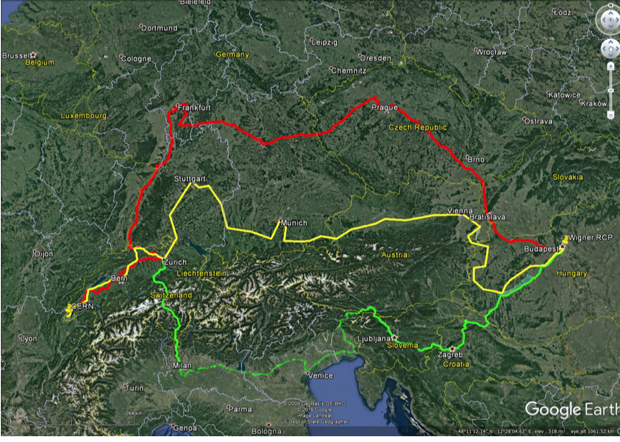 Bielefeld
Łódź
Dortmund
Leipzig
Wrocław
Brussels
Belgium
Cologne
Germany
Dresden
Chemnitz
Katowice
Kraków
Frankfurt
Prague
Luxembourg
Czech Republic
Ostrava
Brno
Stuttgart
Slovakia
Munich
Vienna
Bratislava
Wigner RCP
Budapest
Dijon
Zurich
Austria
Liechtenstein
Hungary
Bern
Switzerland
CERN
Lyon
Ljubljana
Slovenia
Zagreb
Croatia
Milan
Venice
Turin
Parma
Genoa
Bologna
Google Earth